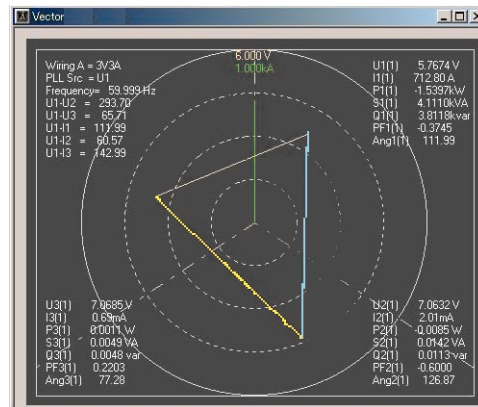 Vector
6.000 V
1.000kA
Wiring A = 3V3A
PLL Src = U1
Frequency= 59.999 Hz
U1-U2 = 293.70
U1-U3 = 65.71
U1-I1 = 111.99
U1-I2 = 60.57
U1-I3 = 142.99
U1(1) 5.7674 V
I1(1) 712.80 A
P1(1) -1.5397kW
S1(1) 4.1110kVA
Q1(1) 3.8118kvar
PF1(1) -0.3745
Ang1(1) 111.99
U3(1) 7.0685 V
I3(1) 0.69mA
P3(1) 0.0011 W
S3(1) 0.0049 VA
Q3(1) 0.0048 var
PF3(1) 0.2203
Ang3(1) 77.28
U2(1) 7.0632 V
I2(1) 2.01mA
P2(1) -0.0085 W
S2(1) 0.0142 VA
Q2(1) 0.0113 var
PF2(1) -0.6000
Ang2(1) 126.87